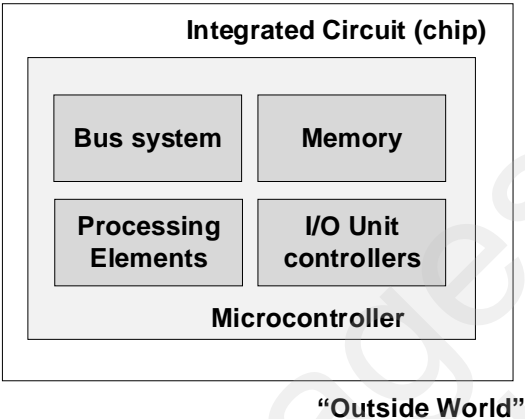 Integrated Circuit (chip)
Bus system
Memory
Processing
Elements
I/O Unit
controllers
Microcontroller
“Outside World”